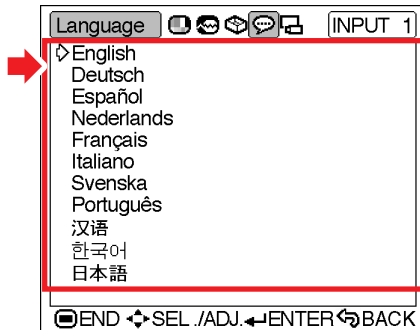 Language INPUT 1
English
Deutsch
Español
Nederlands
Français
Italiano
Svenska
Português
汉语
한국어
日本語
END SEL./ADJ. ENTER BACK